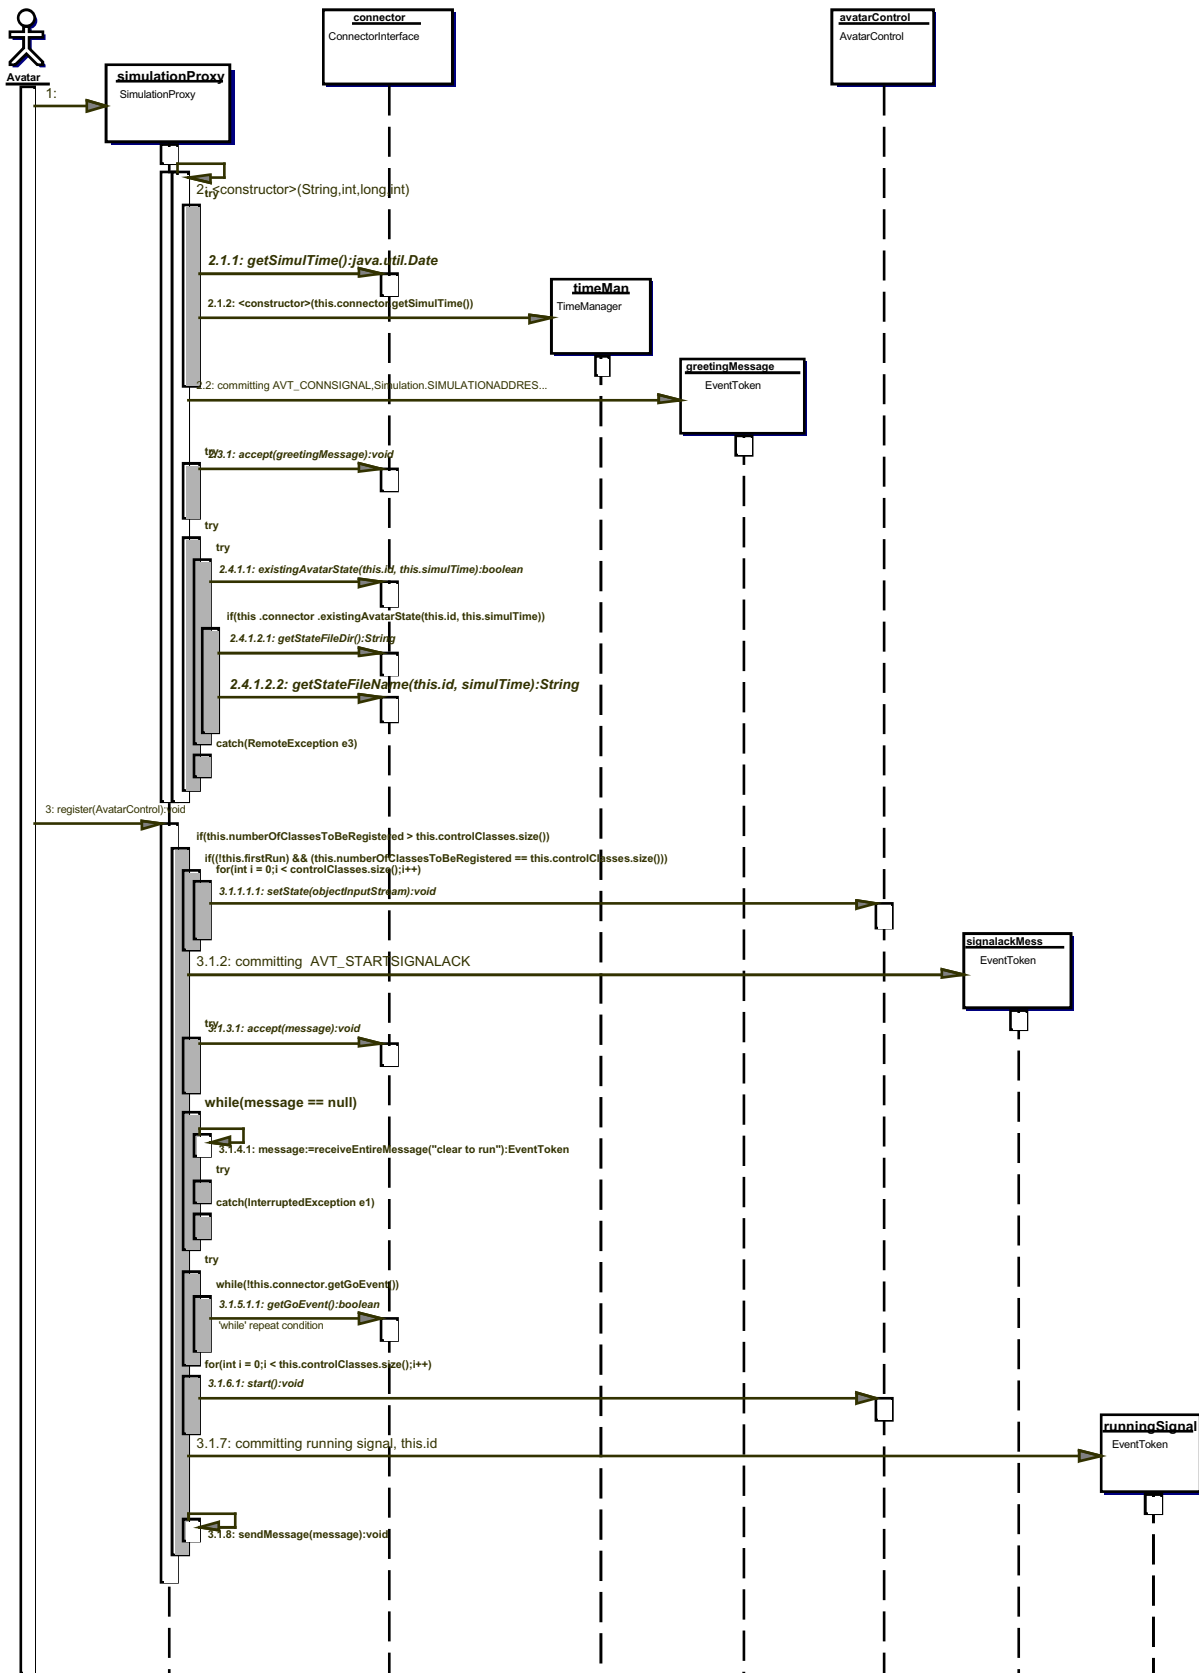 connector
ConnectorInterface
avatarControl
AvatarControl
Avatar
simulationProxy
SimulationProxy
1:
2: <constructor>(String,int,long,int)
try
2.1.1: getSimulTime():java.util.Date
timeMan
TimeManager
2.1.2: <constructor>(this.connector.getSimulTime())
greetingMessage
EventToken
2.2: committing AVT_CONNSIGNAL,Simulation.SIMULATIONADDRES...
try
2.3.1: accept(greetingMessage):void
try
try
2.4.1.1: existingAvatarState(this.id, this.simulTime):boolean
if(this .connector .existingAvatarState(this.id, this.simulTime))
2.4.1.2.1: getStateFileDir():String
2.4.1.2.2: getStateFileName(this.id, simulTime):String
catch(RemoteException e3)
3: register(AvatarControl):void
if(this.numberOfClassesToBeRegistered > this.controlClasses.size())
if((!this.firstRun) && (this.numberOfClassesToBeRegistered == this.controlClasses.size()))
for(int i = 0;i < controlClasses.size();i++)
3.1.1.1.1: setState(objectInputStream):void
signalackMess
EventToken
3.1.2: committing  AVT_STARTSIGNALACK
try
3.1.3.1: accept(message):void
while(message == null)
3.1.4.1: message:=receiveEntireMessage("clear to run"):EventToken
try
catch(InterruptedException e1)
try
while(!this.connector.getGoEvent())
3.1.5.1.1: getGoEvent():boolean
'while' repeat condition
for(int i = 0;i < this.controlClasses.size();i++)
3.1.6.1: start():void
runningSignal
EventToken
3.1.7: committing running signal, this.id
3.1.8: sendMessage(message):void